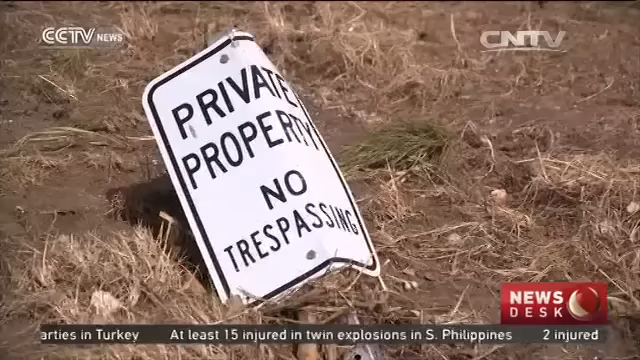 CCTV NEWS
CNTV
PRIVATE
PROPERTY
NO
TRESPASSING
NEWS
DESK
arties in Turkey At least 15 injured in twin explosions in S. Philippines 2 injured